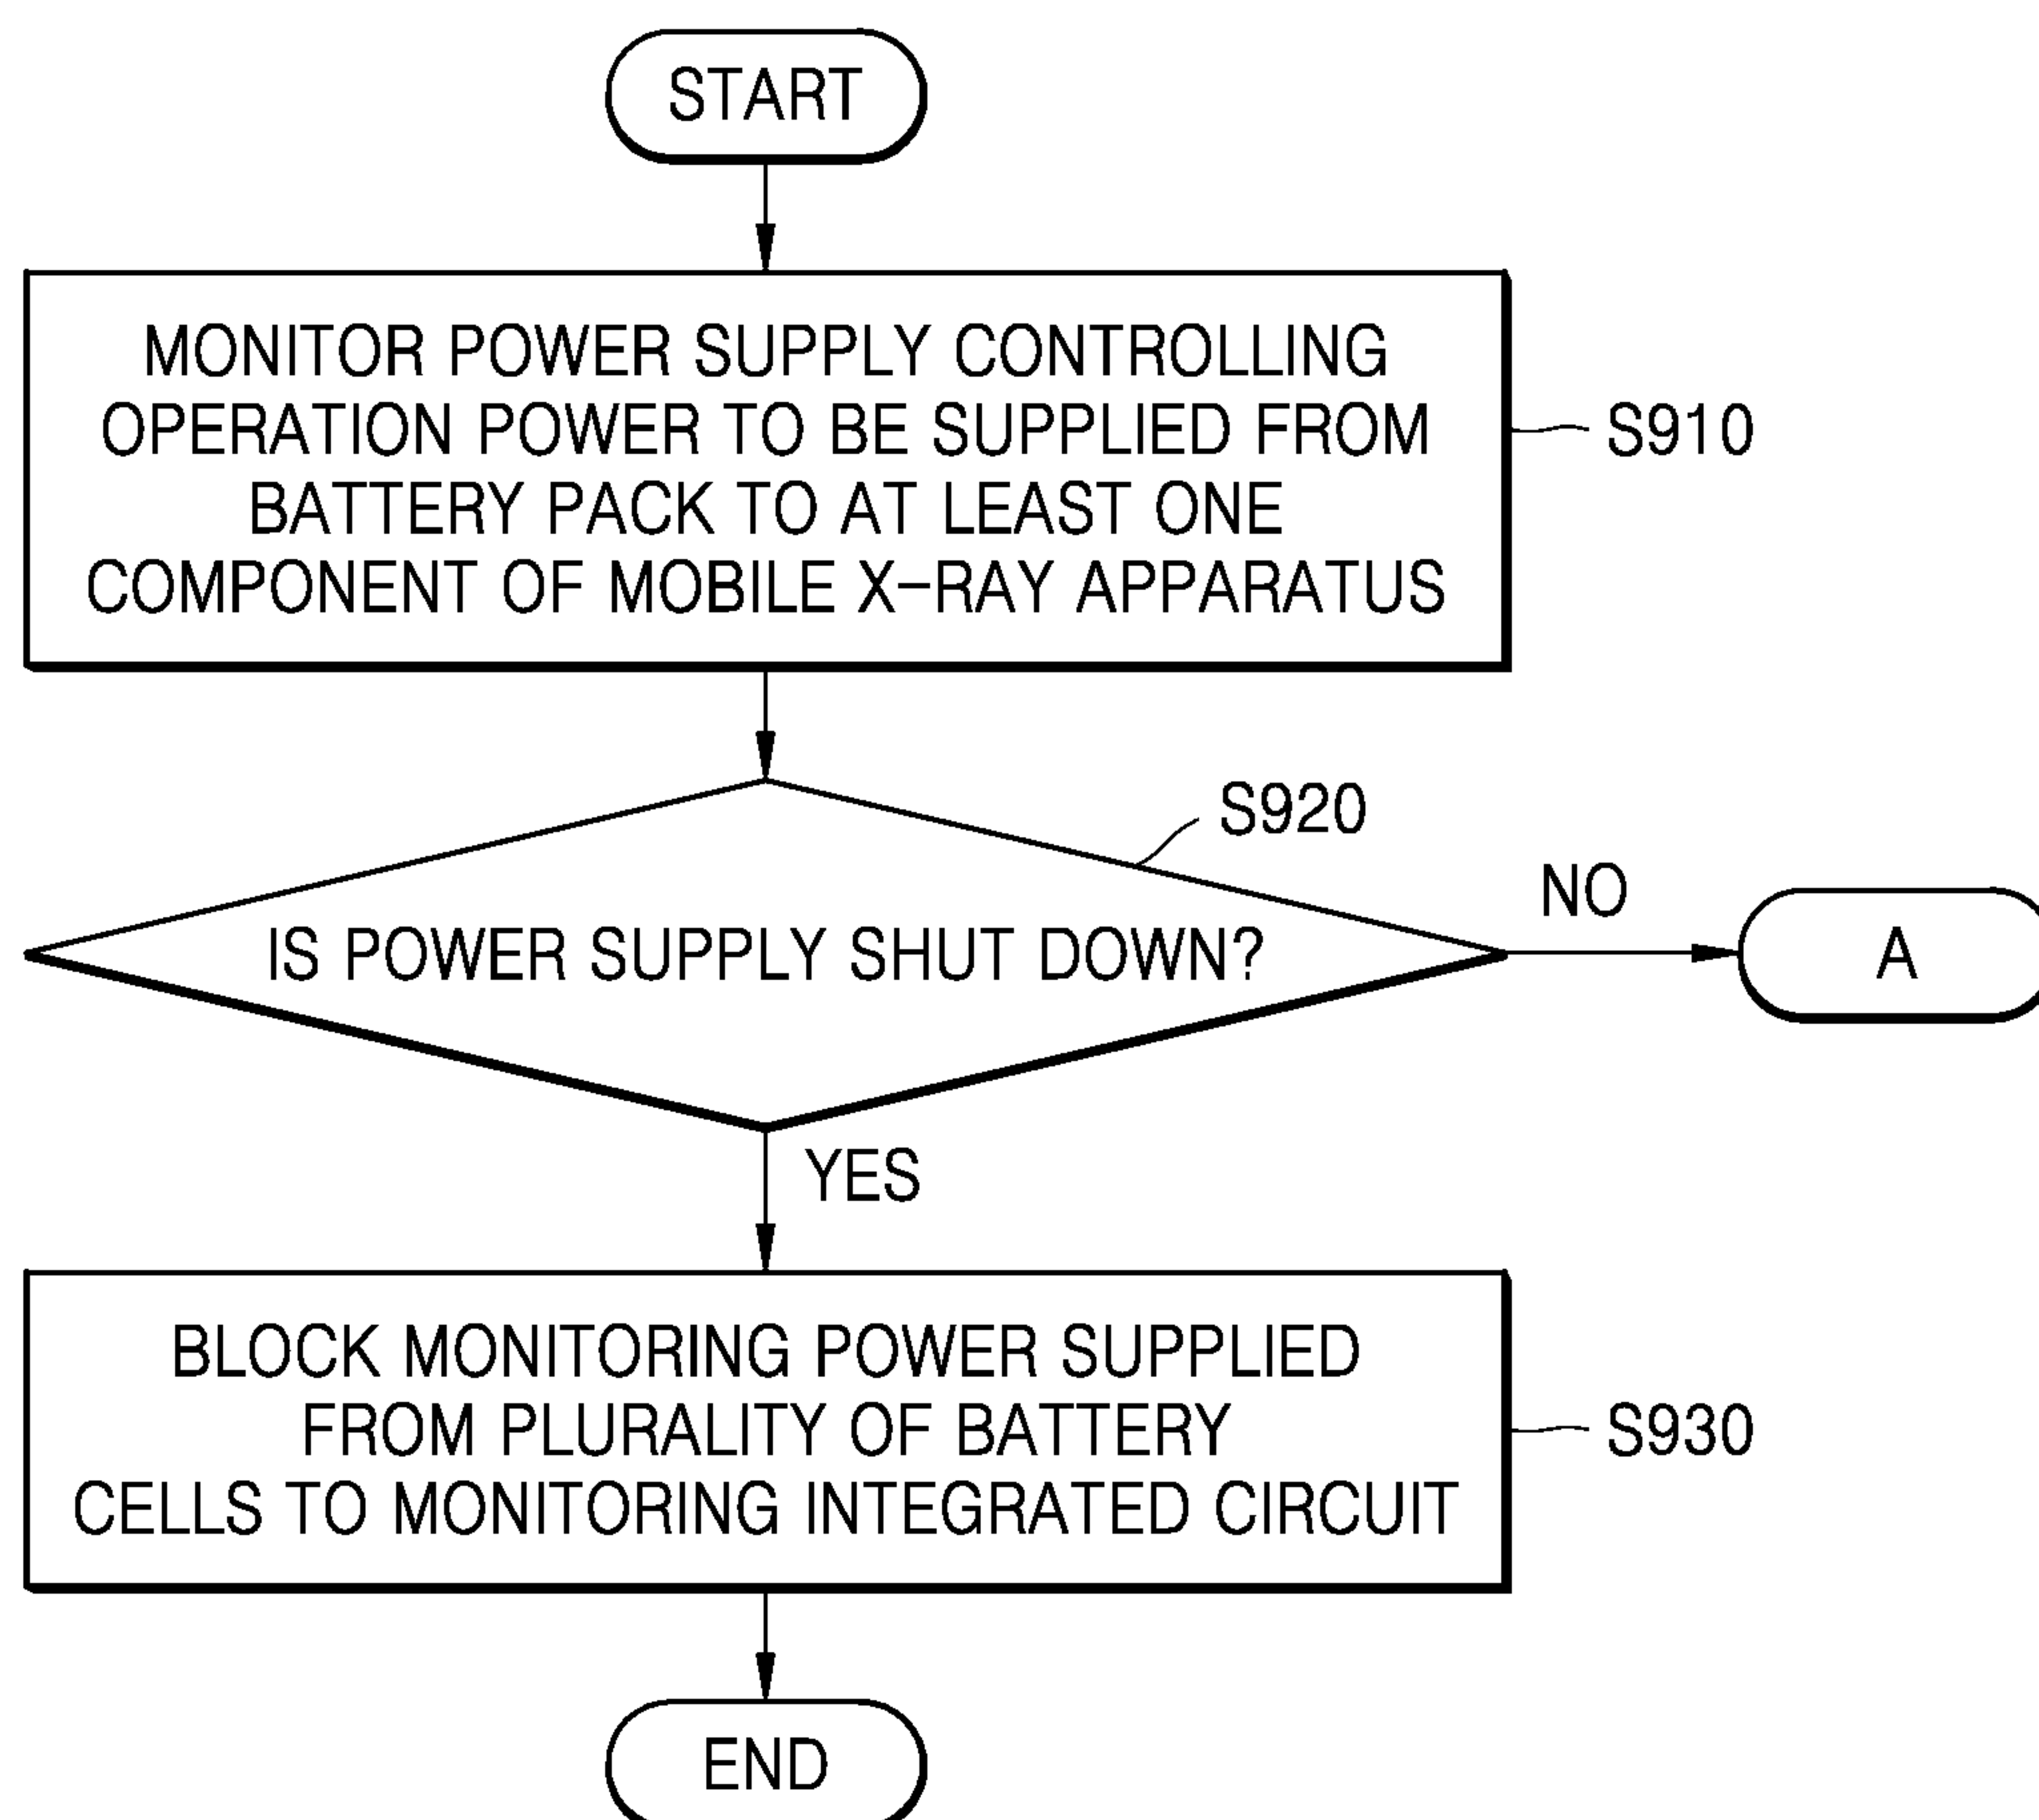 START
MONITOR POWER SUPPLY CONTROLLING
OPERATION POWER TO BE SUPPLIED FROM
BATTERY PACK TO AT LEAST ONE
COMPONENT OF MOBILE X-RAY APPARATUS
S910
S920
IS POWER SUPPLY SHUT DOWN?
NO
A
YES
BLOCK MONITORING POWER SUPPLIED
FROM PLURALITY OF BATTERY
CELLS TO MONITORING INTEGRATED CIRCUIT
S930
END